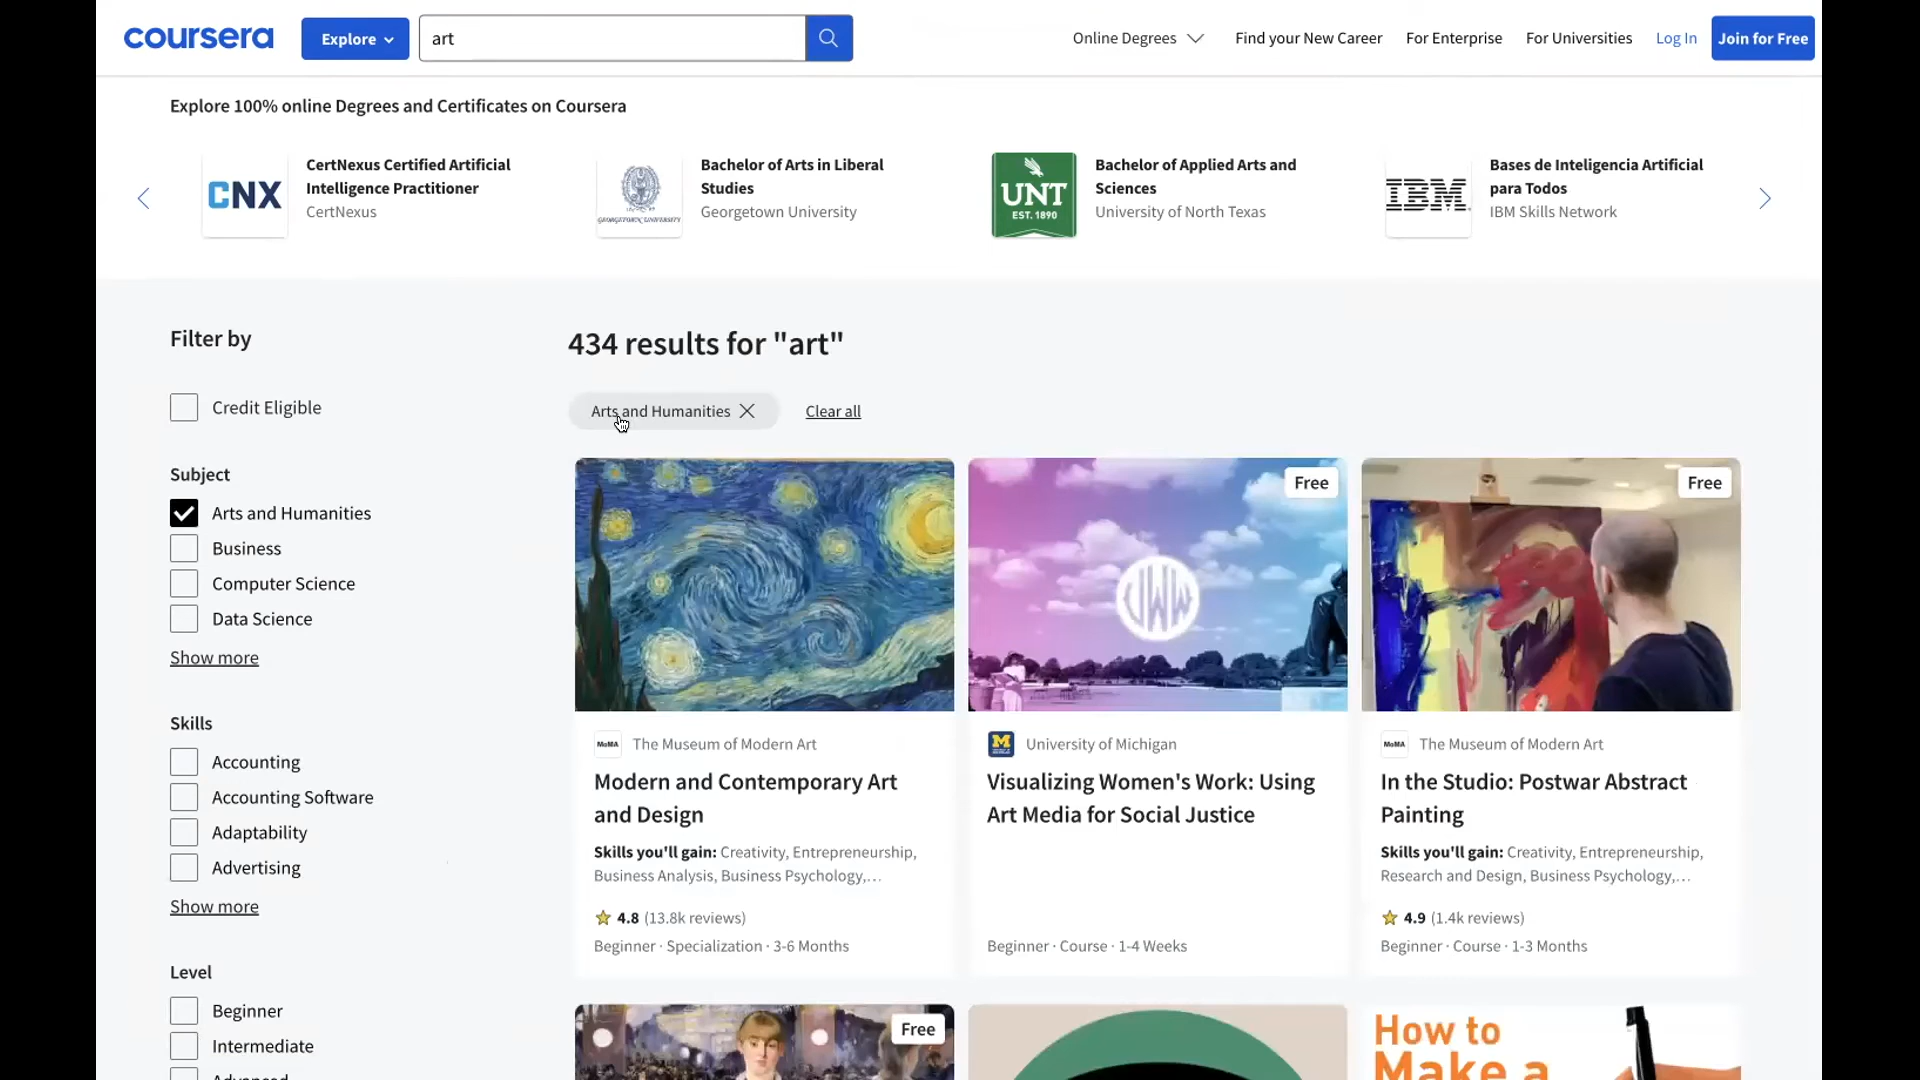 coursera
Explore
art
Online Degrees
Find your New Career
For Enterprise
For Universities
Log In
Join for Free
Explore 100% online Degrees and Certificates on Coursera
CNX
CertNexus Certified Artificial
Intelligence Practitioner
CertNexus
GEORGETOWN UNIVERSITY
Bachelor of Arts in Liberal
Studies
Georgetown University
UNT
EST. 1890
Bachelor of Applied Arts and
Sciences
University of North Texas
IBM
Bases de Inteligencia Artificial
para Todos
IBM Skills Network
Filter by
Credit Eligible
Subject
Arts and Humanities
Business
Computer Science
Data Science
Show more
Skills
Accounting
Accounting Software
Adaptability
Advertising
Show more
Level
Beginner
Intermediate
Advanced
434 results for "art"
Arts and Humanities
Clear all
MoMA
The Museum of Modern Art
Modern and Contemporary Art
and Design
Skills you'll gain: Creativity, Entrepreneurship,
Business Analysis, Business Psychology,...
4.8 (13.8k reviews)
Beginner · Specialization · 3-6 Months
Free
VWW
M
University of Michigan
Visualizing Women's Work: Using
Art Media for Social Justice
Beginner · Course · 1-4 Weeks
Free
MoMA
The Museum of Modern Art
In the Studio: Postwar Abstract
Painting
Skills you'll gain: Creativity, Entrepreneurship,
Research and Design, Business Psychology,...
4.9 (1.4k reviews)
Beginner · Course · 1-3 Months
Free
How to
Make a